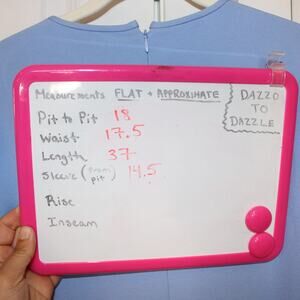 Measurements FLAT + APPROXIMATE
DAZZO
TO
DAZZLE
Pit to Pit 18
Waist 17.5
Length 37
Sleeve (from pit) 14.5
Rise
Inseam